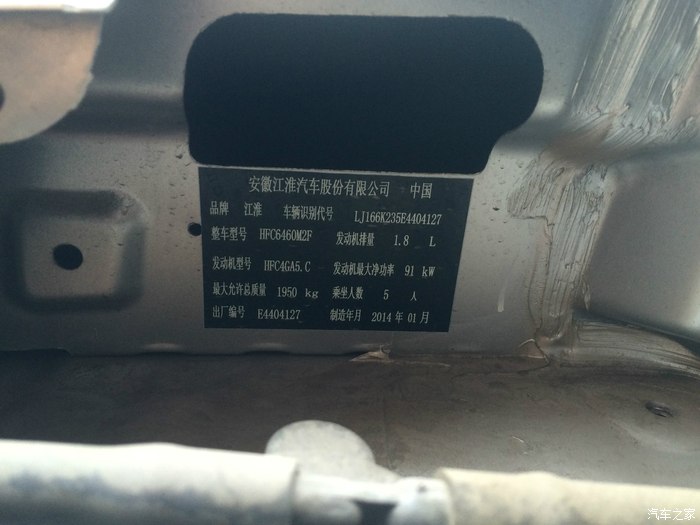 安徽江淮汽车股份有限公司 中国
品牌 江淮 车辆识别代号 LJ166K235E4404127
整车型号 HFC6460M2F 发动机排量 1.8 L
发动机型号 HFC4GA5.C 发动机最大净功率 91 kW
最大允许总质量 1950 kg 乘坐人数 5 人
出厂编号 E4404127 制造年月 2014 年 01 月
汽车之家